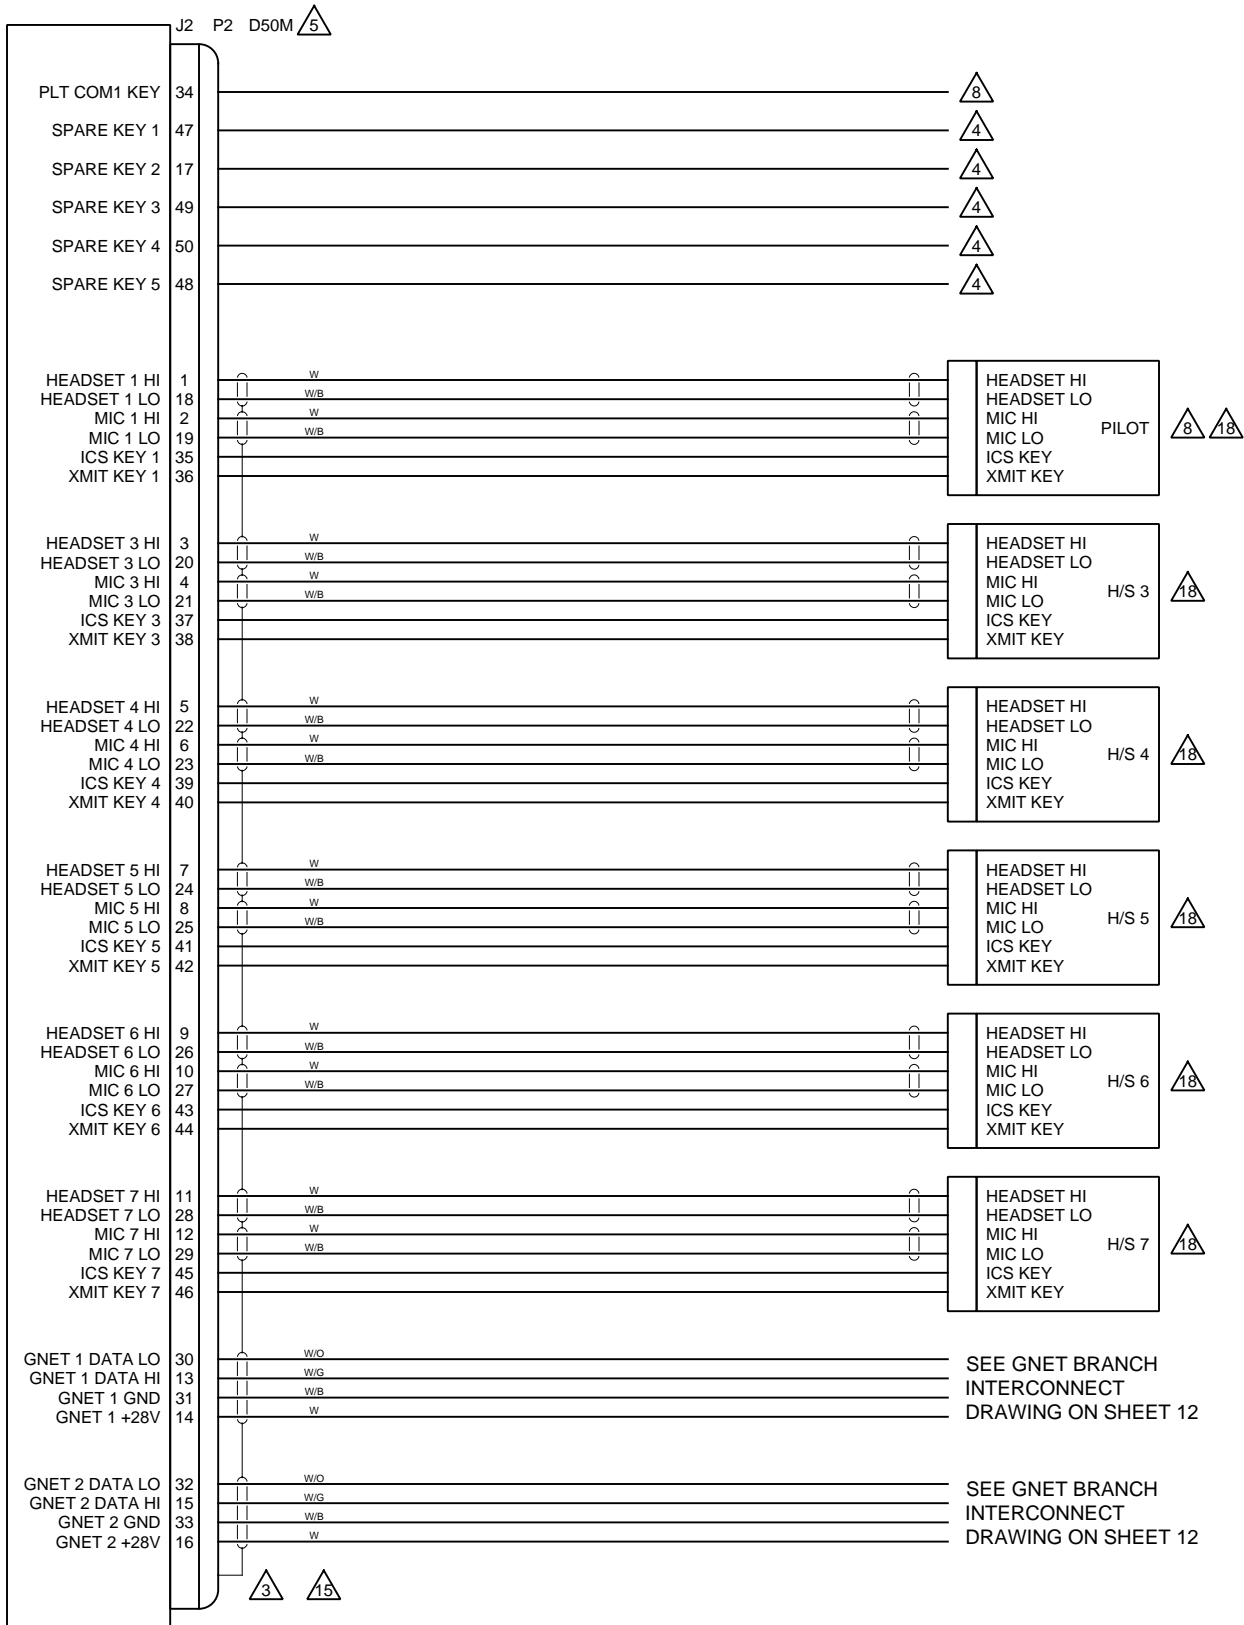 J2 P2 D50M 5
PLT COM1 KEY 34 8
SPARE KEY 1 47 4
SPARE KEY 2 17 4
SPARE KEY 3 49 4
SPARE KEY 4 50 4
SPARE KEY 5 48 4
HEADSET 1 HI 1 W HEADSET HI
HEADSET 1 LO 18 W/B HEADSET LO
MIC 1 HI 2 W MIC HI
PILOT 8 18
MIC 1 LO 19 W/B MIC LO
ICS KEY 1 35 ICS KEY
XMIT KEY 1 36 XMIT KEY
HEADSET 3 HI 3 W HEADSET HI
HEADSET 3 LO 20 W/B HEADSET LO
MIC 3 HI 4 W MIC HI
H/S 3 18
MIC 3 LO 21 W/B MIC LO
ICS KEY 3 37 ICS KEY
XMIT KEY 3 38 XMIT KEY
HEADSET 4 HI 5 W HEADSET HI
HEADSET 4 LO 22 W/B HEADSET LO
MIC 4 HI 6 W MIC HI
H/S 4 18
MIC 4 LO 23 W/B MIC LO
ICS KEY 4 39 ICS KEY
XMIT KEY 4 40 XMIT KEY
HEADSET 5 HI 7 W HEADSET HI
HEADSET 5 LO 24 W/B HEADSET LO
MIC 5 HI 8 W MIC HI
H/S 5 18
MIC 5 LO 25 W/B MIC LO
ICS KEY 5 41 ICS KEY
XMIT KEY 5 42 XMIT KEY
HEADSET 6 HI 9 W HEADSET HI
HEADSET 6 LO 26 W/B HEADSET LO
MIC 6 HI 10 W MIC HI
H/S 6 18
MIC 6 LO 27 W/B MIC LO
ICS KEY 6 43 ICS KEY
XMIT KEY 6 44 XMIT KEY
HEADSET 7 HI 11 W HEADSET HI
HEADSET 7 LO 28 W/B HEADSET LO
MIC 7 HI 12 W MIC HI
H/S 7 18
MIC 7 LO 29 W/B MIC LO
ICS KEY 7 45 ICS KEY
XMIT KEY 7 46 XMIT KEY
GNET 1 DATA LO 30 W/O
GNET 1 DATA HI 13 W/G
GNET 1 GND 31 W/B
GNET 1 +28V 14 W
SEE GNET BRANCH
INTERCONNECT
DRAWING ON SHEET 12
GNET 2 DATA LO 32 W/O
GNET 2 DATA HI 15 W/G
GNET 2 GND 33 W/B
GNET 2 +28V 16 W
SEE GNET BRANCH
INTERCONNECT
DRAWING ON SHEET 12
3 15